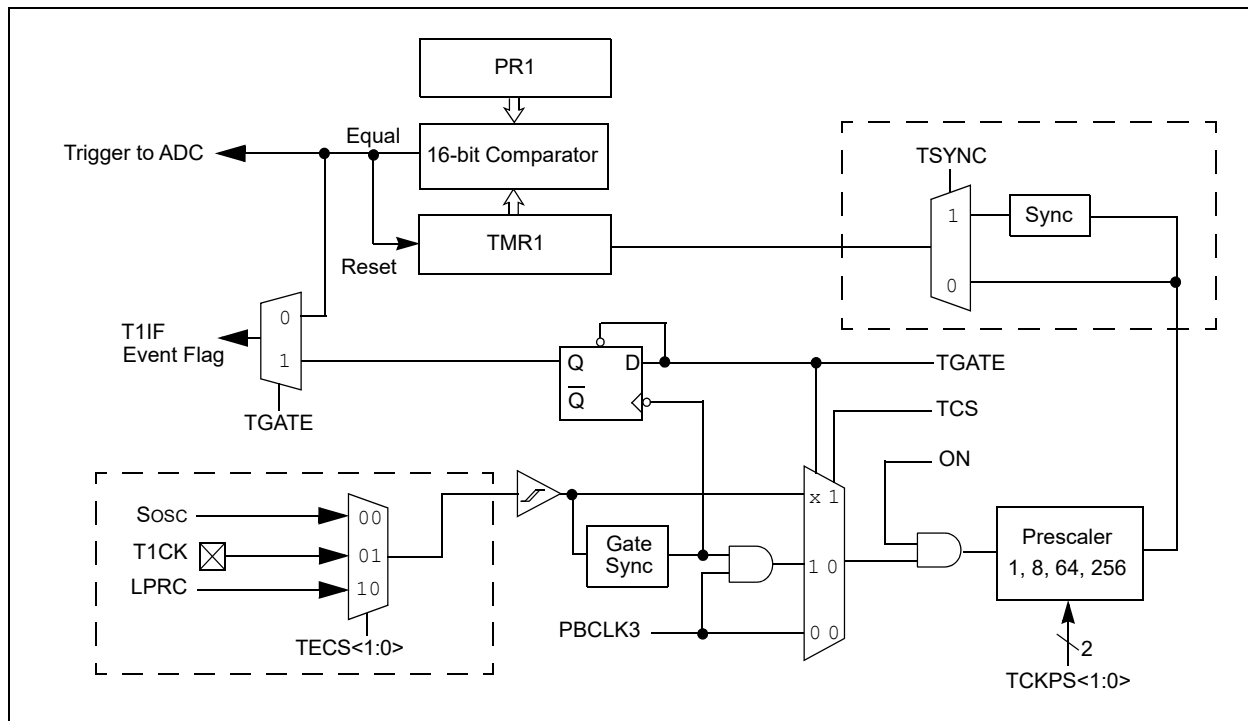 PR1
Equal
Trigger to ADC
16-bit Comparator
TSYNC
1
Sync
TMR1
Reset
0
T1IF
Event Flag
0
1
TGATE
Q
D
Q
TGATE
TCS
ON
SOSC
00
T1CK
01
LPRC
10
TECS<1:0>
x 1
Gate
Sync
1 0
PBCLK3
0 0
Prescaler
1, 8, 64, 256
2
TCKPS<1:0>